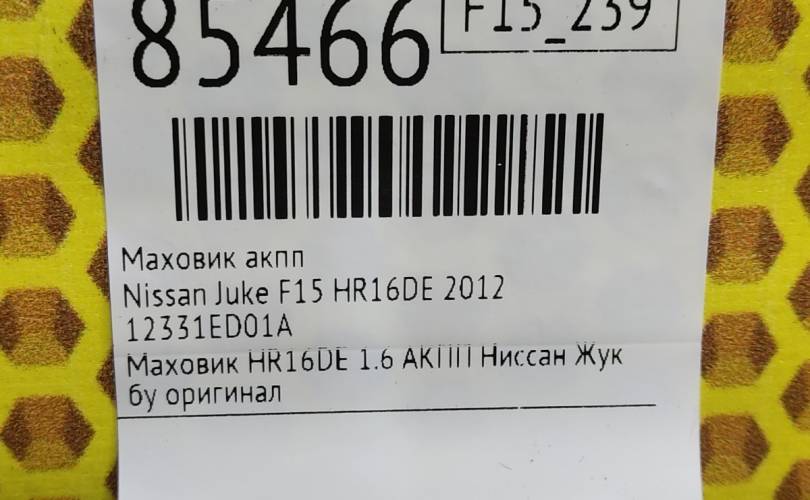 85466
F15_239
Маховик акпп
Nissan Juke F15 HR16DE 2012
12331ED01A
Маховик HR16DE 1.6 АКПП Ниссан Жук
бу оригинал